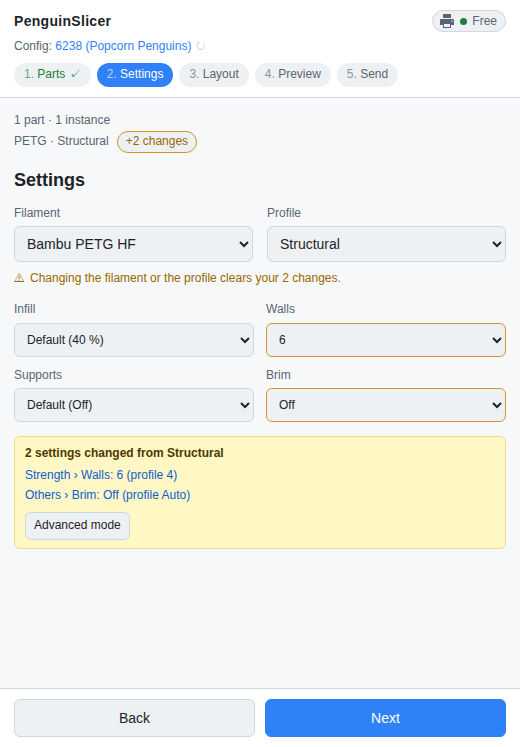 PenguinSlicer
Free
Config: 6238 (Popcorn Penguins)
1. Parts ✓
2. Settings
3. Layout
4. Preview
5. Send
1 part · 1 instance
PETG · Structural +2 changes
Settings
Filament
Profile
Bambu PETG HF
Structural
⚠ Changing the filament or the profile clears your 2 changes.
Infill
Walls
Default (40 %)
6
Supports
Brim
Default (Off)
Off
2 settings changed from Structural
Strength › Walls: 6 (profile 4)
Others › Brim: Off (profile Auto)
Advanced mode
Back
Next